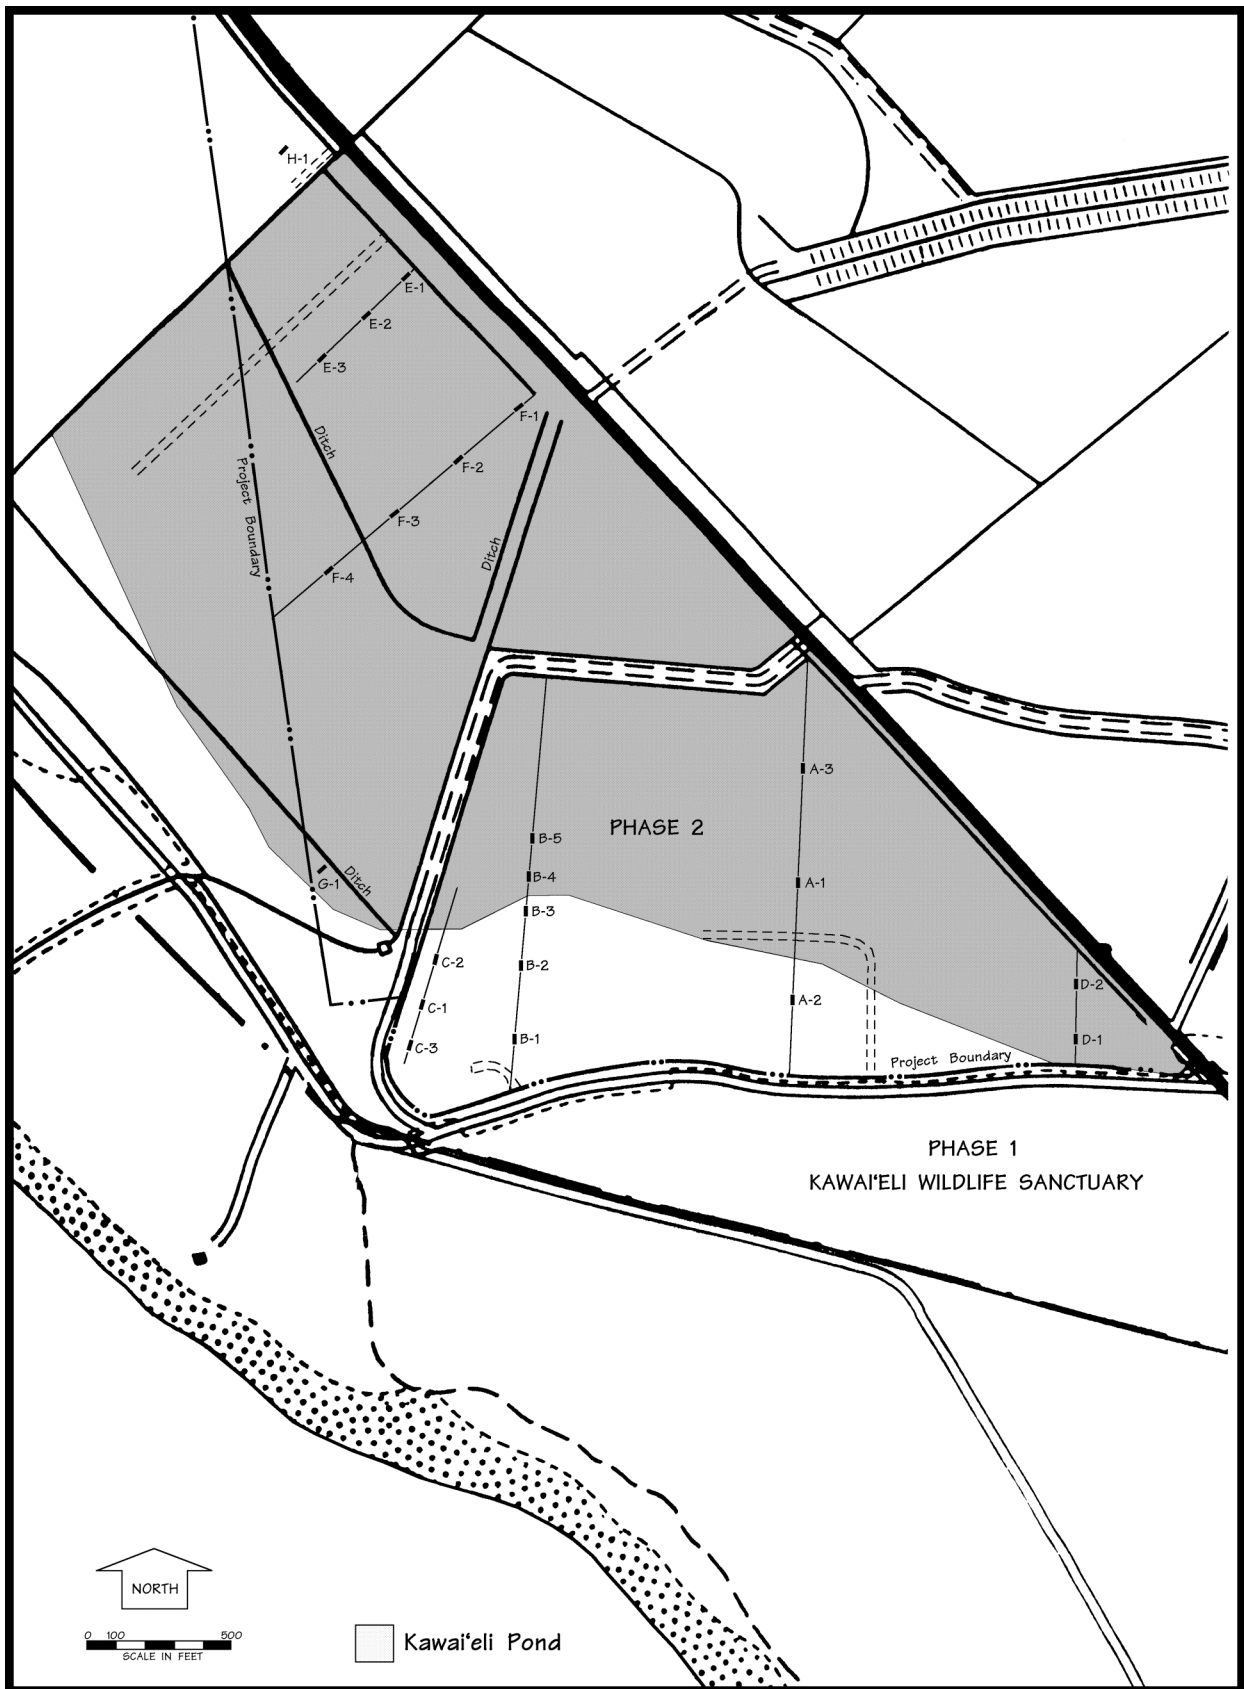 H-1
E-1
E-2
E-3
F-1
Ditch
F-2
Project Boundary
F-3
Ditch
F-4
A-3
PHASE 2
B-5
B-4
A-1
G-1
Ditch
B-3
C-2
B-2
D-2
A-2
C-1
B-1
D-1
C-3
Project Boundary
PHASE 1
KAWAI‘ELI WILDLIFE SANCTUARY
NORTH
0 100 500
SCALE IN FEET
Kawai‘eli Pond